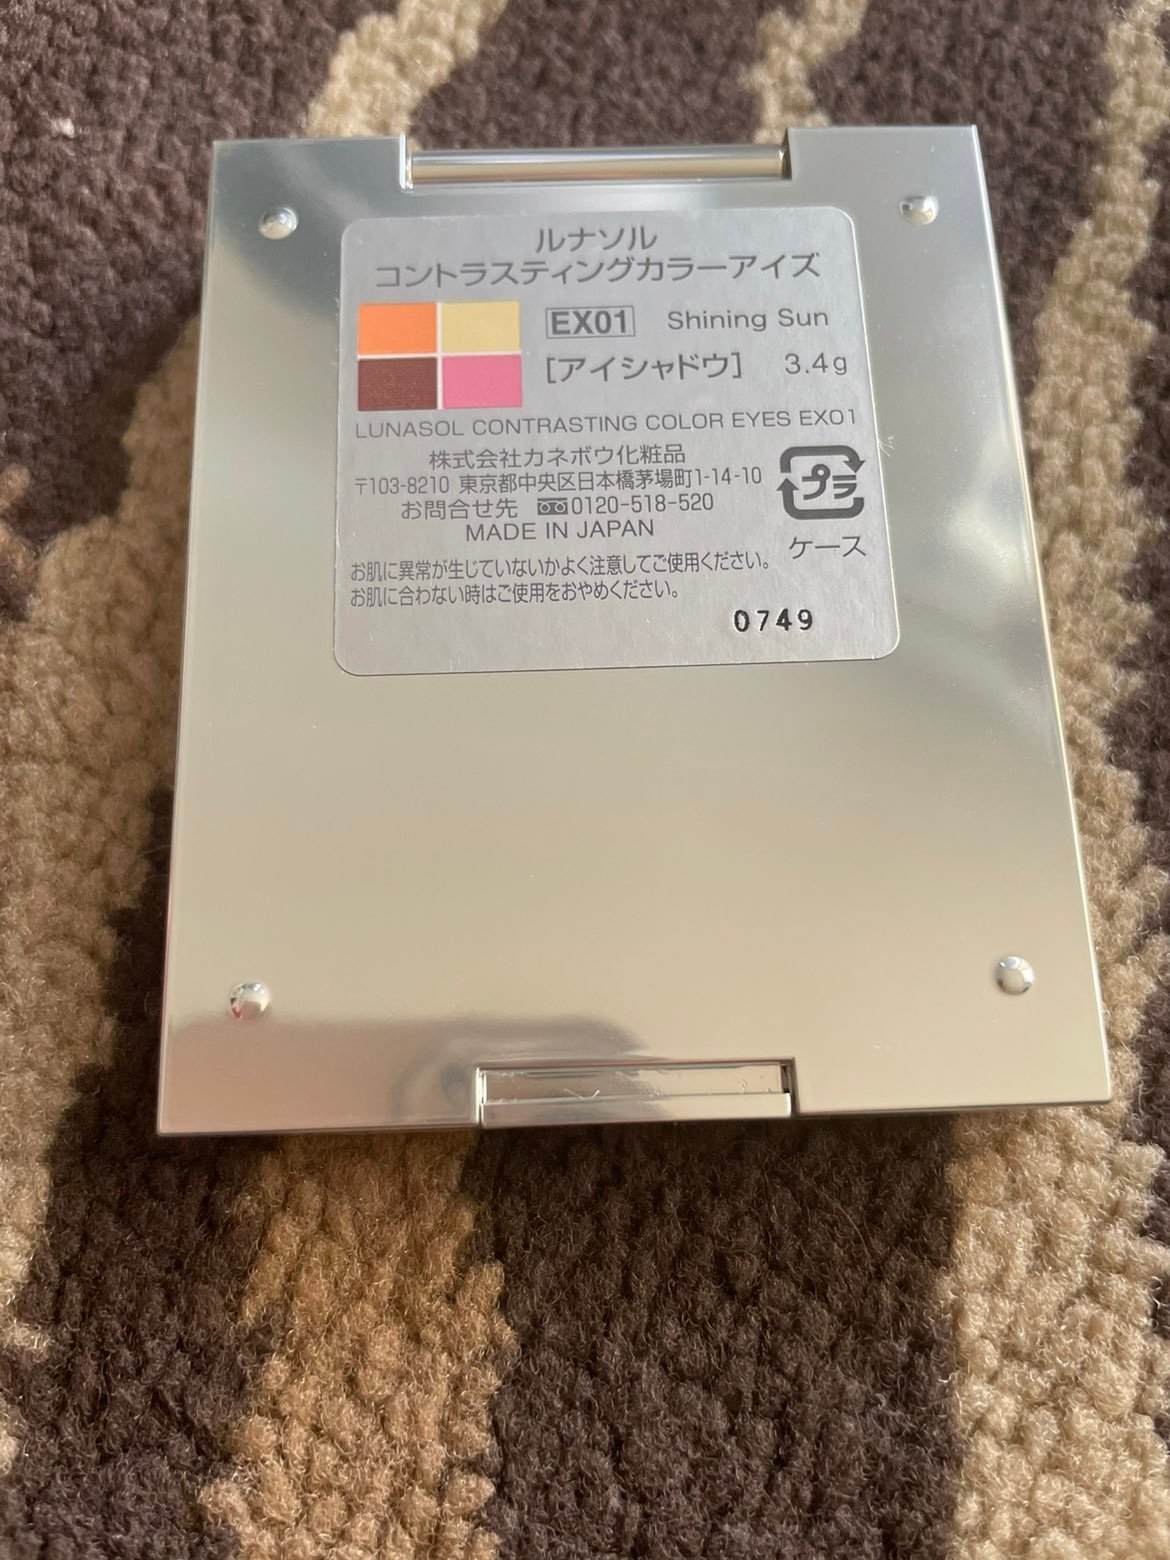 ルナソル
コントラスティングカラーアイズ
EX01 Shining Sun
[アイシャドウ] 3.4g
LUNASOL CONTRASTING COLOR EYES EX01
株式会社カネボウ化粧品
〒103-8210 東京都中央区日本橋茅場町1-14-10
お問合せ先 0120-518-520
MADE IN JAPAN
プラ
ケース
お肌に異常が生じていないかよく注意してご使用ください。
お肌に合わない時はご使用をおやめください。
0749